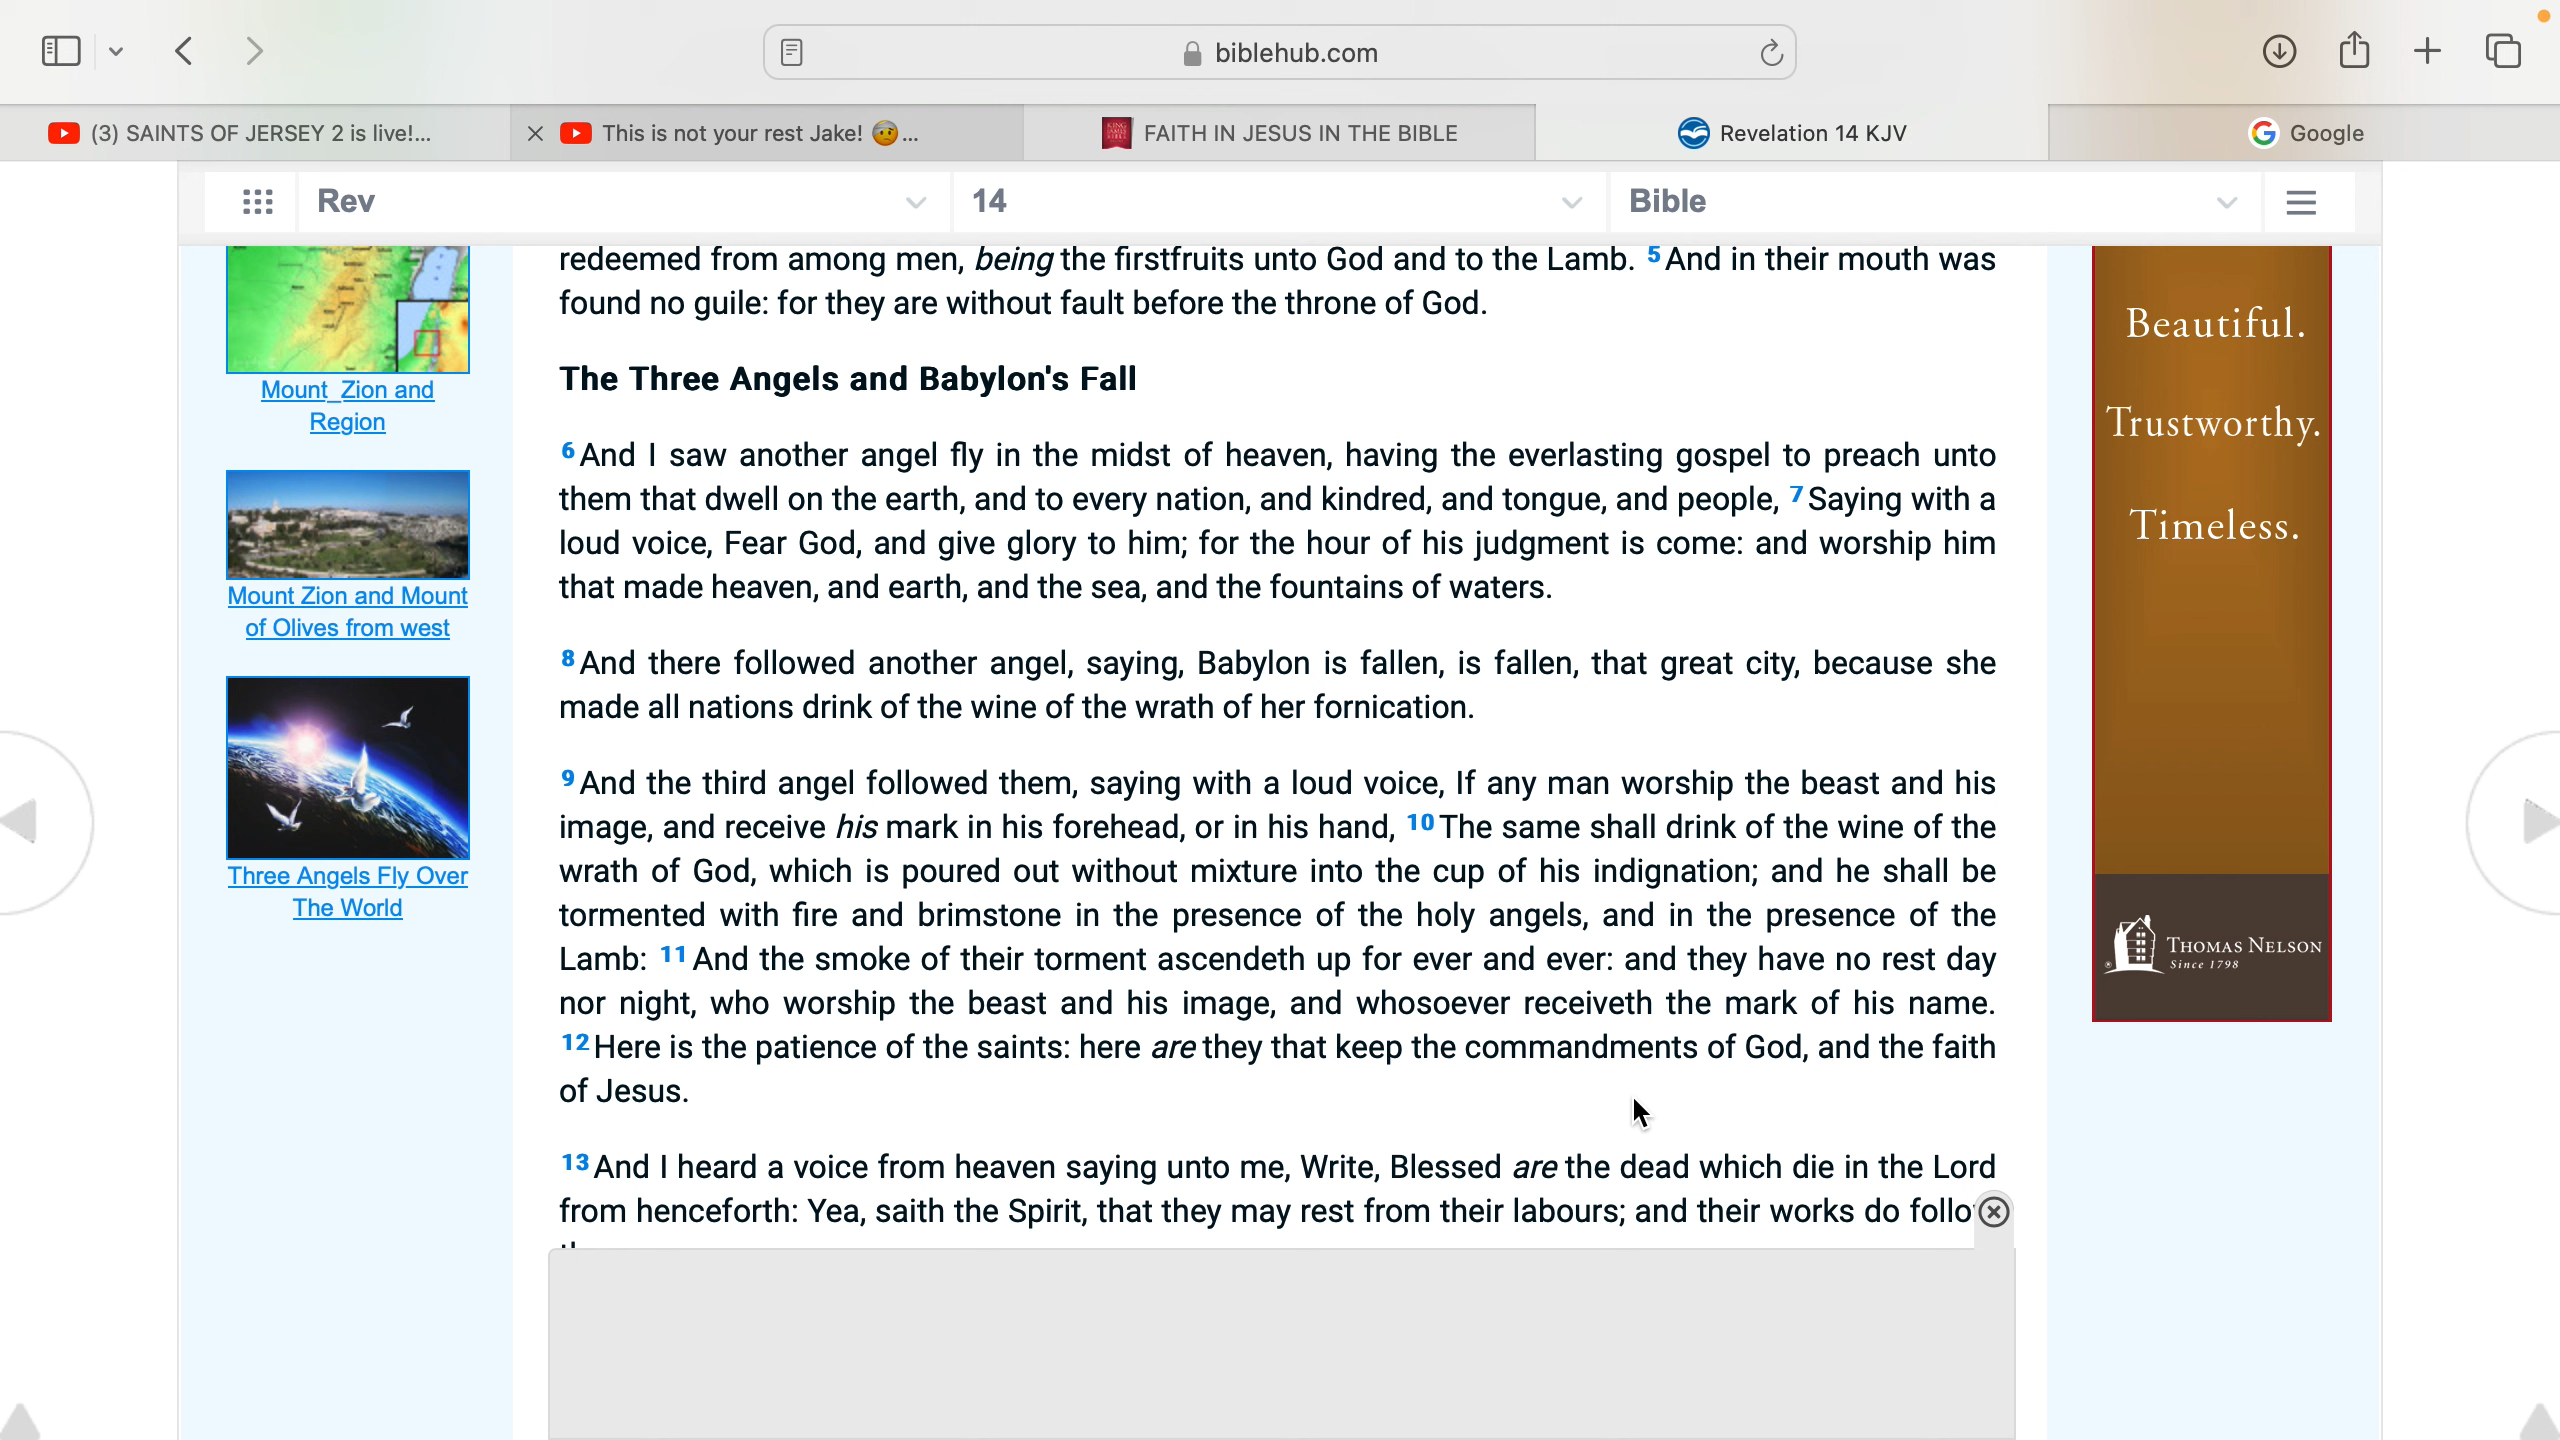 biblehub.com
(3) SAINTS OF JERSEY 2 is live!...
This is not your rest Jake! 🤕...
KING JAMES BIBLE
FAITH IN JESUS IN THE BIBLE
Revelation 14 KJV
Google
Rev
14
Bible
redeemed from among men, being the firstfruits unto God and to the Lamb. 5 And in their mouth was
found no guile: for they are without fault before the throne of God.
The Three Angels and Babylon's Fall
6 And I saw another angel fly in the midst of heaven, having the everlasting gospel to preach unto
them that dwell on the earth, and to every nation, and kindred, and tongue, and people, 7 Saying with a
loud voice, Fear God, and give glory to him; for the hour of his judgment is come: and worship him
that made heaven, and earth, and the sea, and the fountains of waters.
8 And there followed another angel, saying, Babylon is fallen, is fallen, that great city, because she
made all nations drink of the wine of the wrath of her fornication.
9 And the third angel followed them, saying with a loud voice, If any man worship the beast and his
image, and receive his mark in his forehead, or in his hand, 10 The same shall drink of the wine of the
wrath of God, which is poured out without mixture into the cup of his indignation; and he shall be
tormented with fire and brimstone in the presence of the holy angels, and in the presence of the
Lamb: 11 And the smoke of their torment ascendeth up for ever and ever: and they have no rest day
nor night, who worship the beast and his image, and whosoever receiveth the mark of his name.
12 Here is the patience of the saints: here are they that keep the commandments of God, and the faith
of Jesus.
13 And I heard a voice from heaven saying unto me, Write, Blessed are the dead which die in the Lord
from henceforth: Yea, saith the Spirit, that they may rest from their labours; and their works do follo
Mount_Zion and
Region
Mount Zion and Mount
of Olives from west
Three Angels Fly Over
The World
Beautiful.
Trustworthy.
Timeless.
THOMAS NELSON
Since 1798